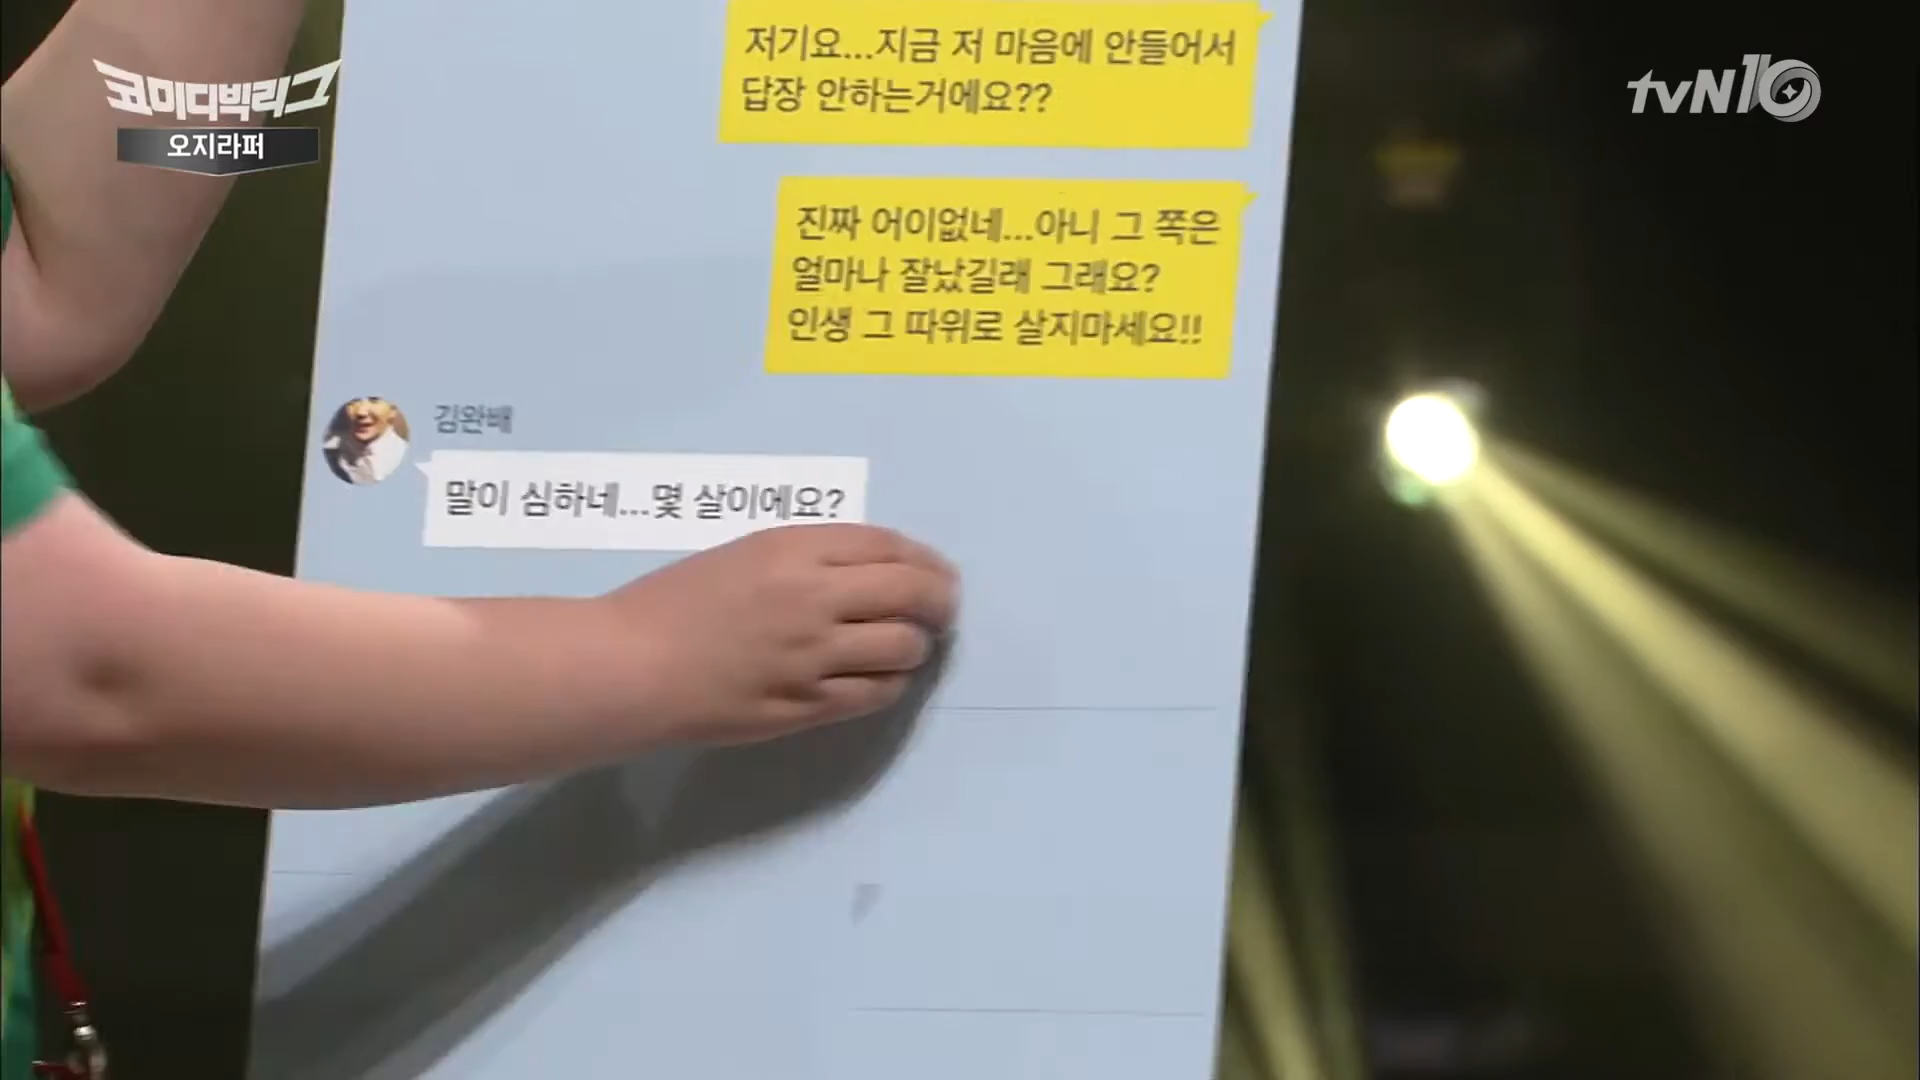 코미디빅리그
오지라퍼
tvN10
저기요...지금 저 마음에 안들어서
답장 안하는거에요??
진짜 어이없네...아니 그 쪽은
얼마나 잘났길래 그래요?
인생 그 따위로 살지마세요!!
김완배
말이 심하네...몇 살이에요?